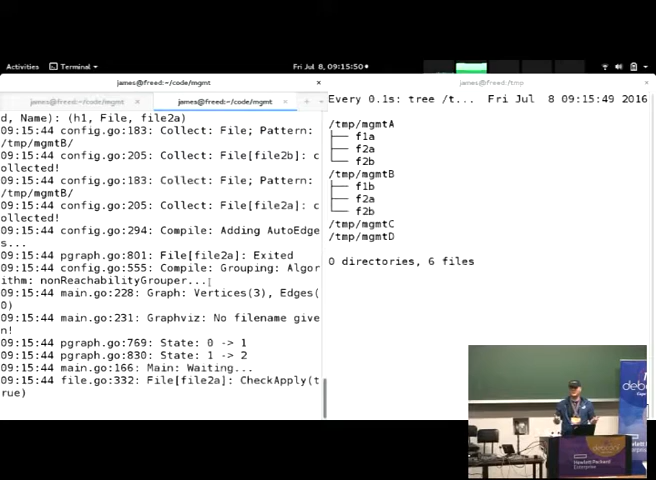 Activities Terminal Fri Jul 8 09:15:50
james@freed:~/code/mgmt
james@freed:/tmp
james@freed:~/code/mgmt
james@freed:~/code/mgmt
d, Name): (h1, File, file2a)
09:15:44 config.go:183: Collect: File; Pattern:
/tmp/mgmtB/
09:15:44 config.go:205: Collect: File[file2b]: c
ollected!
09:15:44 config.go:183: Collect: File; Pattern:
/tmp/mgmtB/
09:15:44 config.go:205: Collect: File[file2a]: c
ollected!
09:15:44 config.go:294: Compile: Adding AutoEdge
s...
09:15:44 pgraph.go:801: File[file2a]: Exited
09:15:44 config.go:555: Compile: Grouping: Algor
ithm: nonReachabilityGrouper...
09:15:44 main.go:228: Graph: Vertices(3), Edges(
0)
09:15:44 main.go:231: Graphviz: No filename give
n!
09:15:44 pgraph.go:769: State: 0 -> 1
09:15:44 pgraph.go:830: State: 1 -> 2
09:15:44 main.go:166: Main: Waiting...
09:15:44 file.go:332: File[file2a]: CheckApply(t
rue)
Every 0.1s: tree /t... Fri Jul 8 09:15:49 2016
/tmp/mgmtA
├── f1a
├── f2a
└── f2b
/tmp/mgmtB
├── f1b
├── f2a
└── f2b
/tmp/mgmtC
/tmp/mgmtD
0 directories, 6 files
Hewlett Packard
Enterprise